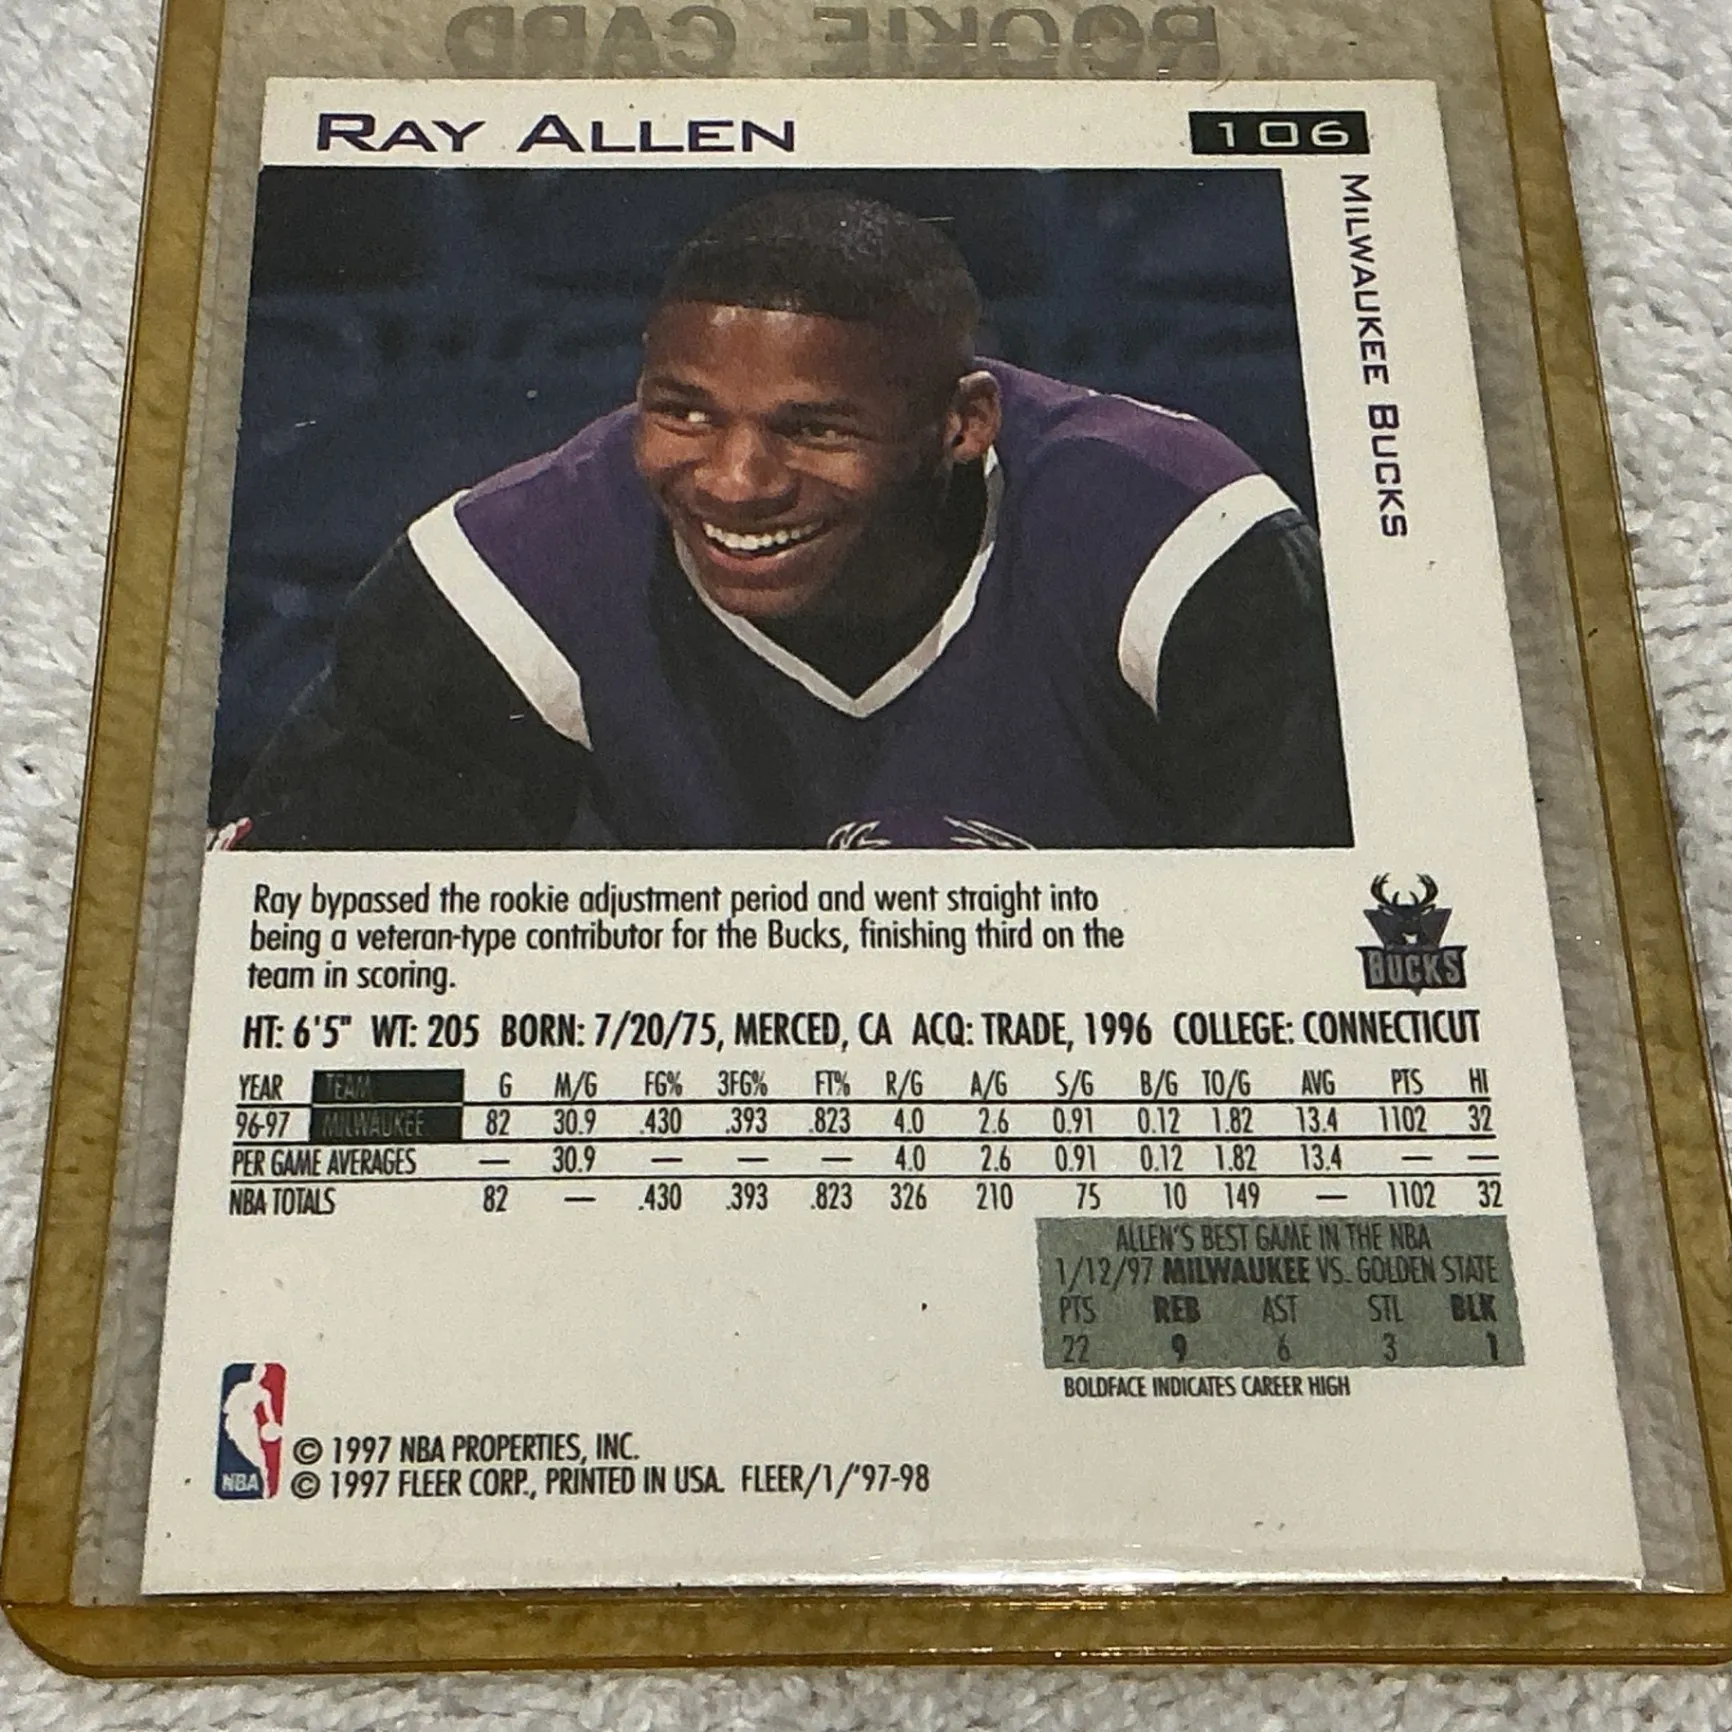 ROOKIE CARD
RAY ALLEN
106
MILWAUKEE BUCKS
Ray bypassed the rookie adjustment period and went straight into
being a veteran-type contributor for the Bucks, finishing third on the
team in scoring.
BUCKS
HT: 6'5" WT: 205 BORN: 7/20/75, MERCED, CA ACQ: TRADE, 1996 COLLEGE: CONNECTICUT
YEAR TEAM G M/G FG% 3FG% FT% R/G A/G S/G B/G TO/G AVG PTS HI
96-97 MILWAUKEE 82 30.9 .430 .393 .823 4.0 2.6 0.91 0.12 1.82 13.4 1102 32
PER GAME AVERAGES — 30.9 — — — 4.0 2.6 0.91 0.12 1.82 13.4 — —
NBA TOTALS 82 — .430 .393 .823 326 210 75 10 149 — 1102 32
ALLEN'S BEST GAME IN THE NBA
1/12/97 MILWAUKEE VS. GOLDEN STATE
PTS REB AST STL BLK
22 9 6 3 1
BOLDFACE INDICATES CAREER HIGH
NBA
© 1997 NBA PROPERTIES, INC.
© 1997 FLEER CORP., PRINTED IN USA. FLEER/1/'97-98